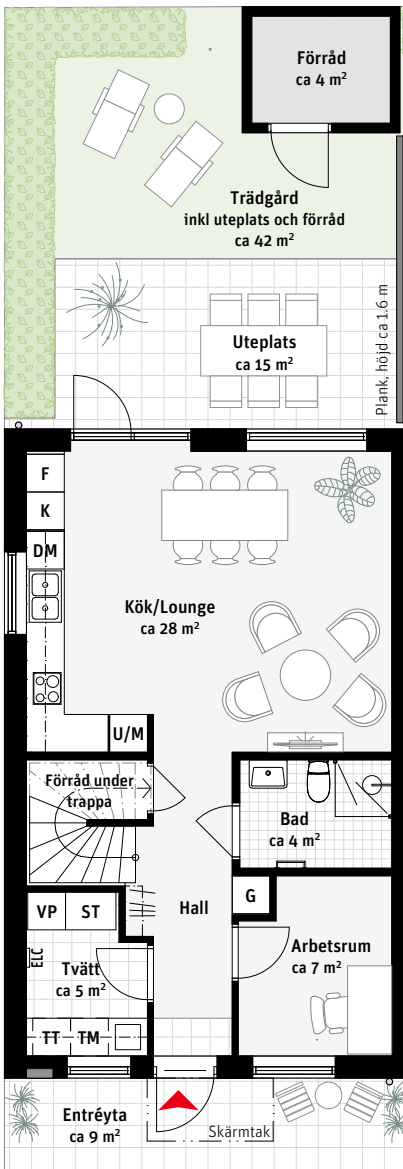 Förråd
ca 4 m²
Trädgård
inkl uteplats och förråd
ca 42 m²
Plank, höjd ca 1.6 m
Uteplats
ca 15 m²
F
K
DM
Kök/Lounge
ca 28 m²
U/M
Förråd under
trappa
Bad
ca 4 m²
VP
ST
Hall
G
ELC
Tvätt
ca 5 m²
Arbetsrum
ca 7 m²
TT
TM
Entréyta
ca 9 m²
Skärmtak